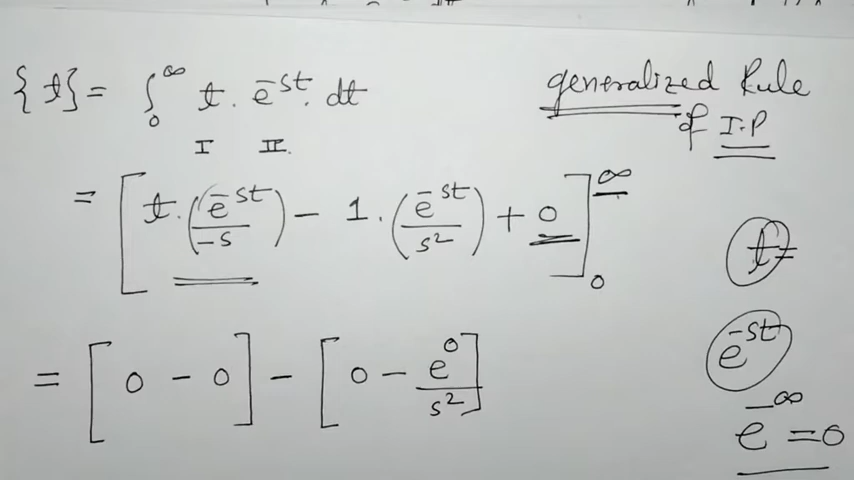 {t} = ∫₀^∞ t . e^-st . dt
generalized Rule
of I.P
I II
= [ t . (e^-st / -s) - 1 . (e^-st / s²) + 0 ]₀^∞
t =
= [ 0 - 0 ] - [ 0 - e^0 / s² ]
e^-st
e^-∞ = 0